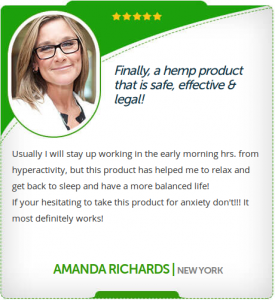 Finally, a hemp product
that is safe, effective &
legal!
Usually I will stay up working in the early morning hrs. from
hyperactivity, but this product has helped me to relax and
get back to sleep and have a more balanced life!
If your hesitating to take this product for anxiety don't!!! It
most definitely works!
AMANDA RICHARDS | NEW YORK